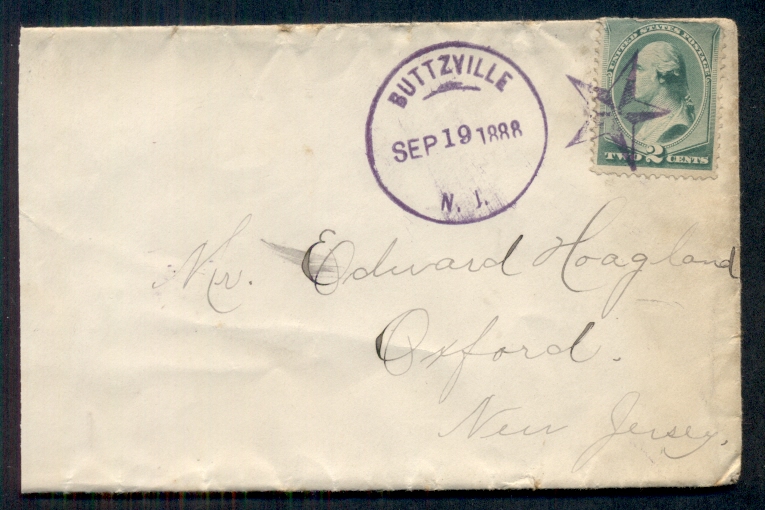 BUTTZVILLE
SEP 19 1888
N. J.
UNITED STATES POSTAGE
TWO 2 CENTS
Mr. Edward Hoagland
Oxford.
New Jersey.